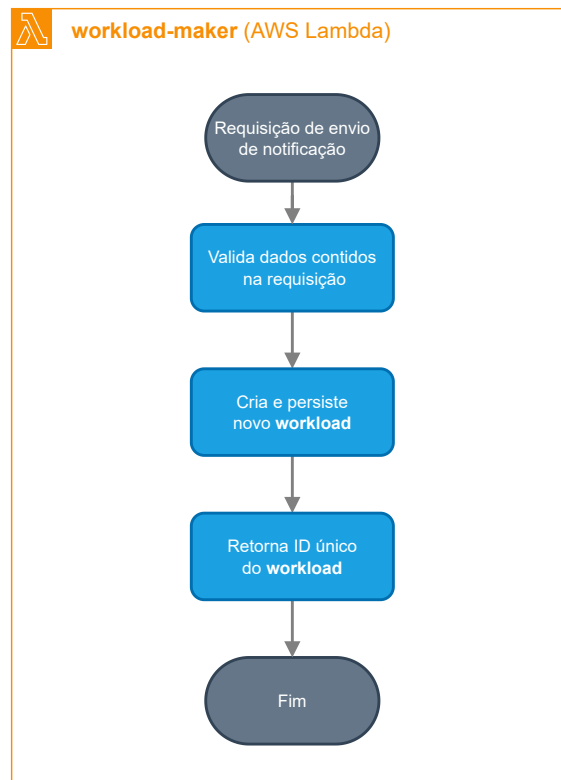 workload-maker (AWS Lambda)
Requisição de envio
de notificação
Valida dados contidos
na requisição
Cria e persiste
novo workload
Retorna ID único
do workload
Fim